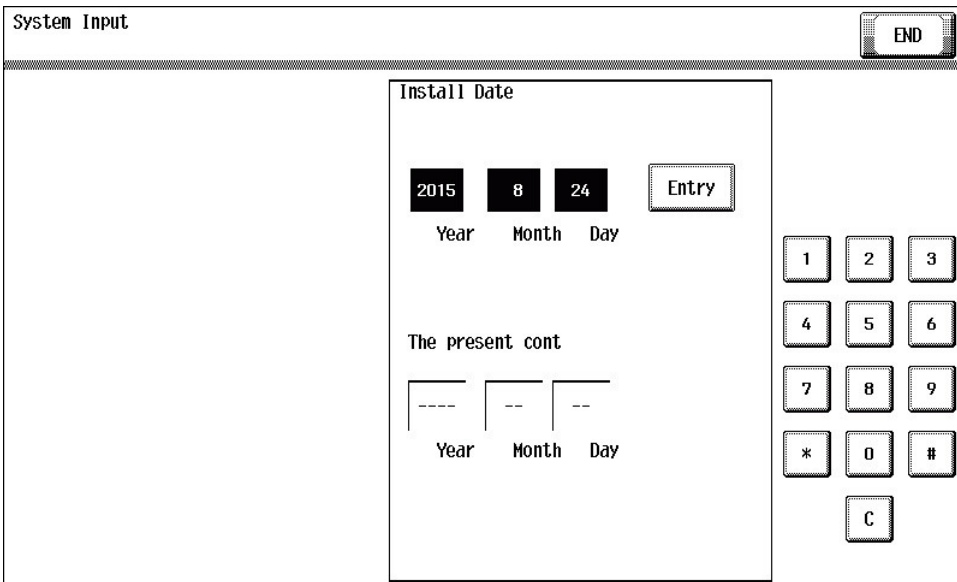 System Input
END
Install Date
2015 8 24 Entry
Year Month Day
1 2 3
The present cont
4 5 6
---- -- --
7 8 9
Year Month Day
* 0 #
C